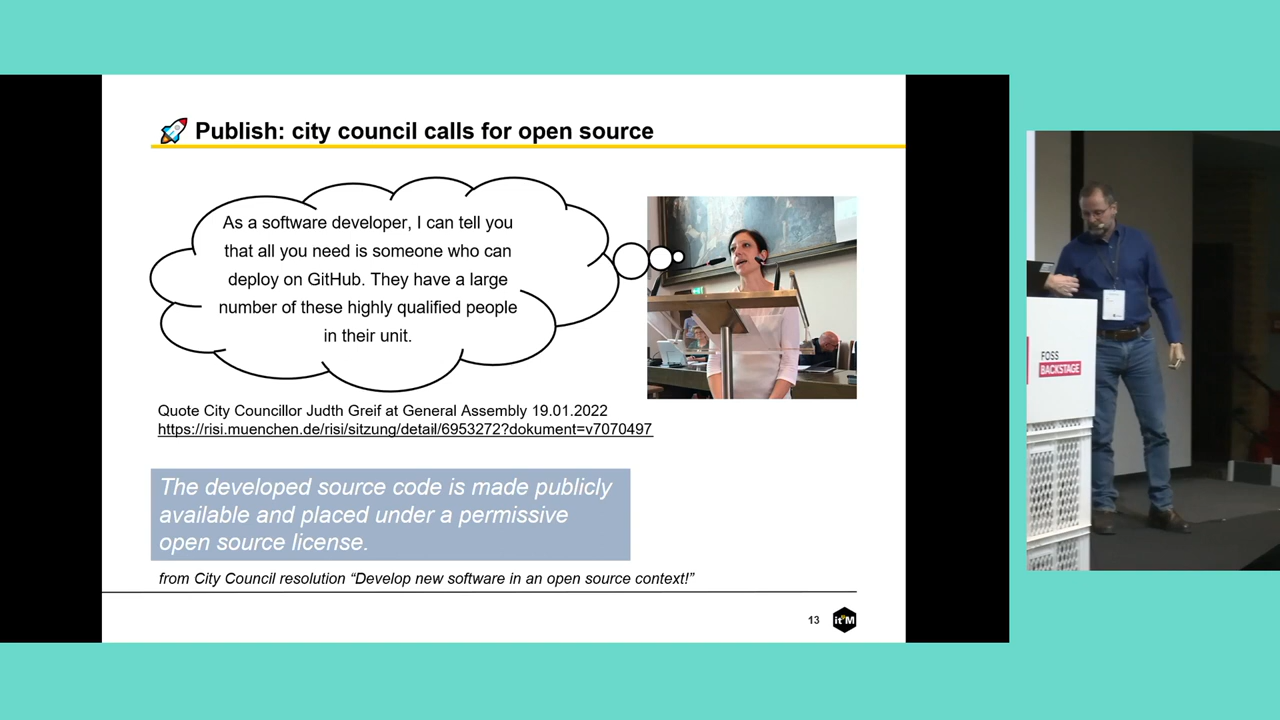 Publish: city council calls for open source
As a software developer, I can tell you
that all you need is someone who can
deploy on GitHub. They have a large
number of these highly qualified people
in their unit.
Quote City Councillor Judth Greif at General Assembly 19.01.2022
https://risi.muenchen.de/risi/sitzung/detail/6953272?dokument=v7070497
The developed source code is made publicly
available and placed under a permissive
open source license.
from City Council resolution “Develop new software in an open source context!”
13
it@M
FOSS
BACKSTAGE